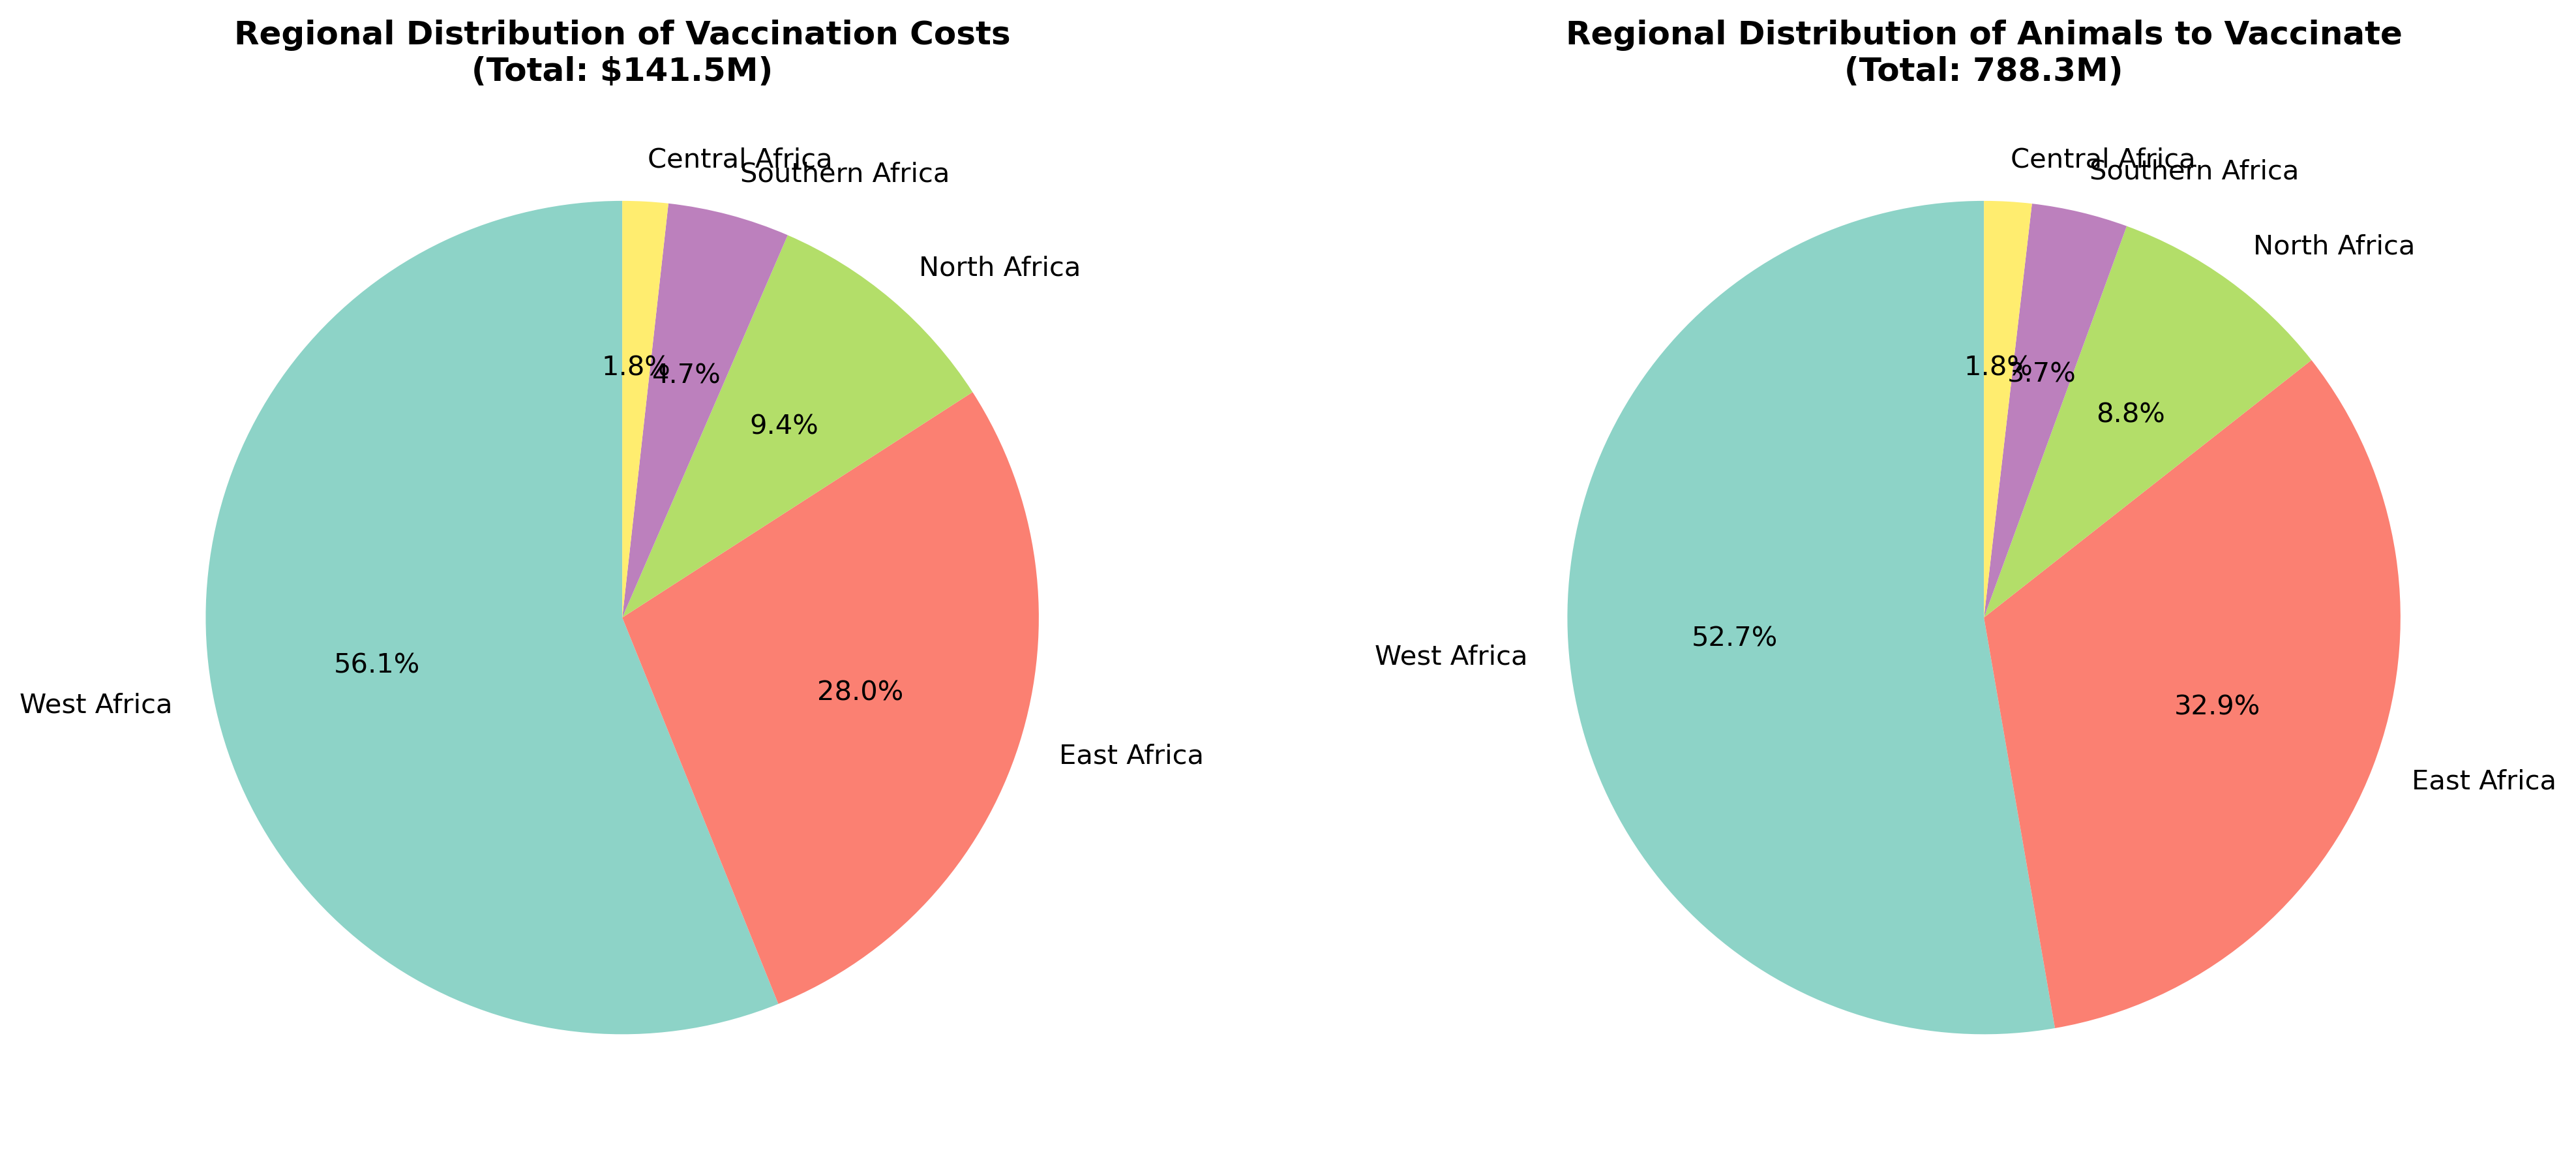 Regional Distribution of Vaccination Costs
(Total: $141.5M)
Central Africa
Southern Africa
North Africa
1.8%
4.7%
9.4%
56.1%
28.0%
West Africa
East Africa
Regional Distribution of Animals to Vaccinate
(Total: 788.3M)
Central Africa
Southern Africa
North Africa
1.8%
3.7%
8.8%
52.7%
West Africa
32.9%
East Africa